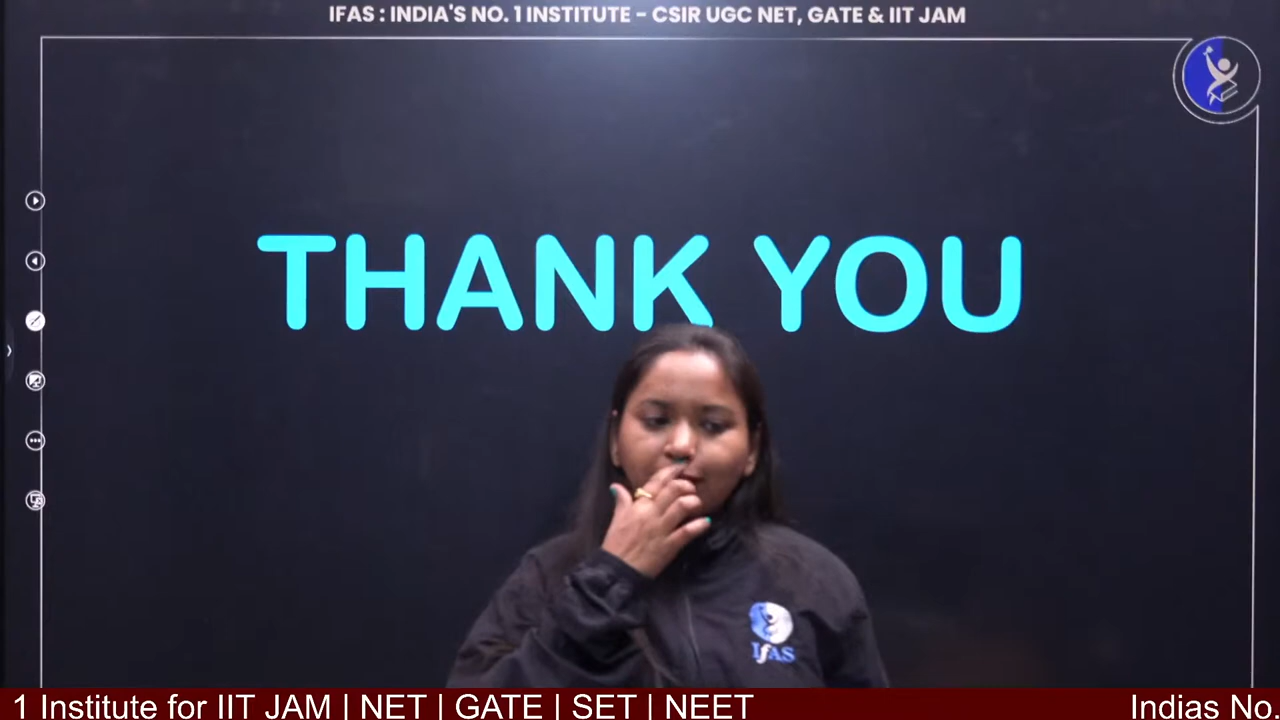 IFAS : INDIA'S NO. 1 INSTITUTE - CSIR UGC NET, GATE & IIT JAM
THANK YOU
IfAS
1 Institute for IIT JAM | NET | GATE | SET | NEET Indias No.